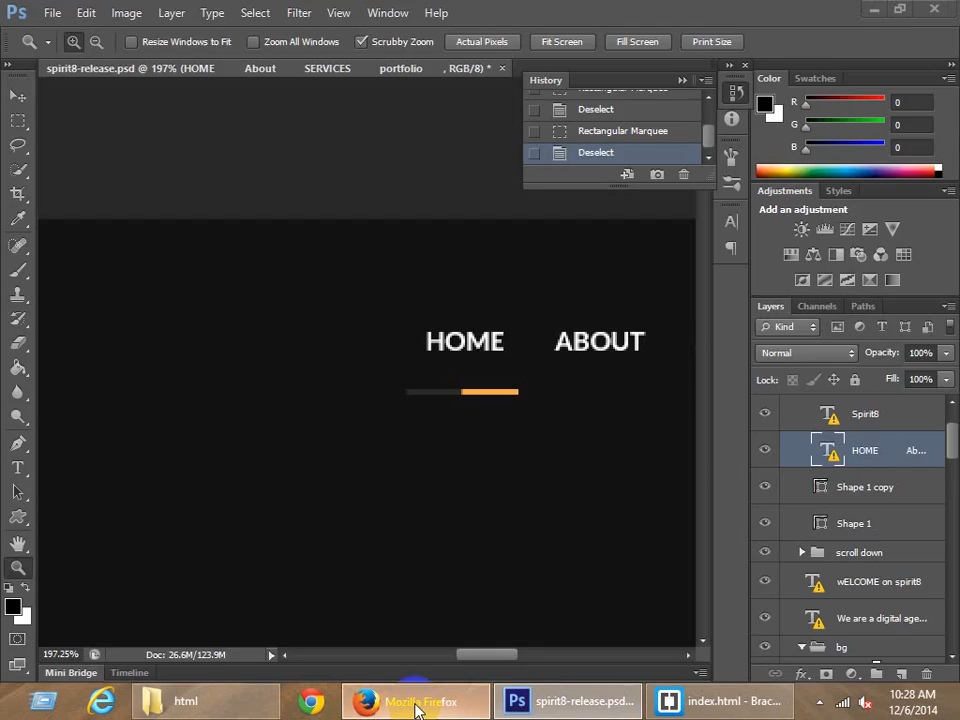 Ps File Edit Image Layer Type Select Filter View Window Help
Resize Windows to Fit Zoom All Windows Scrubby Zoom Actual Pixels Fit Screen Fill Screen Print Size
spirit8-release.psd @ 197% (HOME About SERVICES portfolio , RGB/8) *
History
Deselect
Rectangular Marquee
Deselect
Color Swatches
R 0
G 0
B 0
Adjustments Styles
Add an adjustment
HOME ABOUT
Layers Channels Paths
Kind
Normal Opacity: 100%
Lock: Fill: 100%
Spirit8
HOME Ab...
Shape 1 copy
Shape 1
scroll down
wELCOME on spirit8
We are a digital age...
bg
197.25% Doc: 26.6M/123.9M
Mini Bridge Timeline
html
Mozilla Firefox
Ps spirit8-release.psd...
index.html - Brac...
10:28 AM
12/6/2014